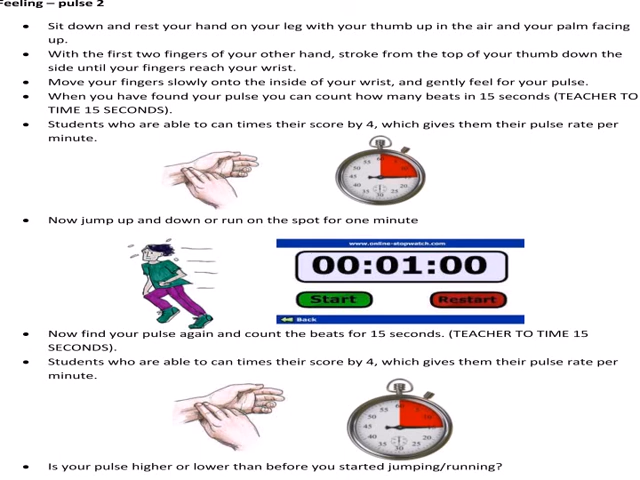 Feeling – pulse 2
• Sit down and rest your hand on your leg with your thumb up in the air and your palm facing
up.
• With the first two fingers of your other hand, stroke from the top of your thumb down the
side until your fingers reach your wrist.
• Move your fingers slowly onto the inside of your wrist, and gently feel for your pulse.
• When you have found your pulse you can count how many beats in 15 seconds (TEACHER TO
TIME 15 SECONDS).
• Students who are able to can times their score by 4, which gives them their pulse rate per
minute.
• Now jump up and down or run on the spot for one minute
www.online-stopwatch.com
00:01:00
Start Restart
Back
• Now find your pulse again and count the beats for 15 seconds. (TEACHER TO TIME 15
SECONDS).
• Students who are able to can times their score by 4, which gives them their pulse rate per
minute.
• Is your pulse higher or lower than before you started jumping/running?